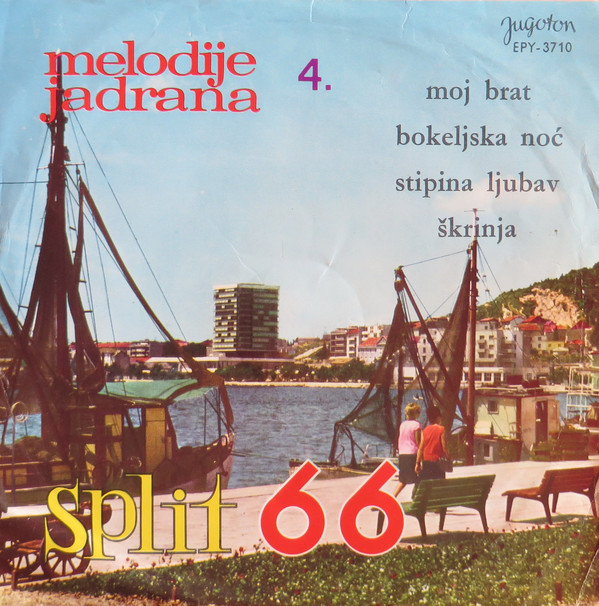 Jugoton
EPY-3710
melodije
jadrana
4.
moj brat
bokeljska noć
stipina ljubav
škrinja
split 66